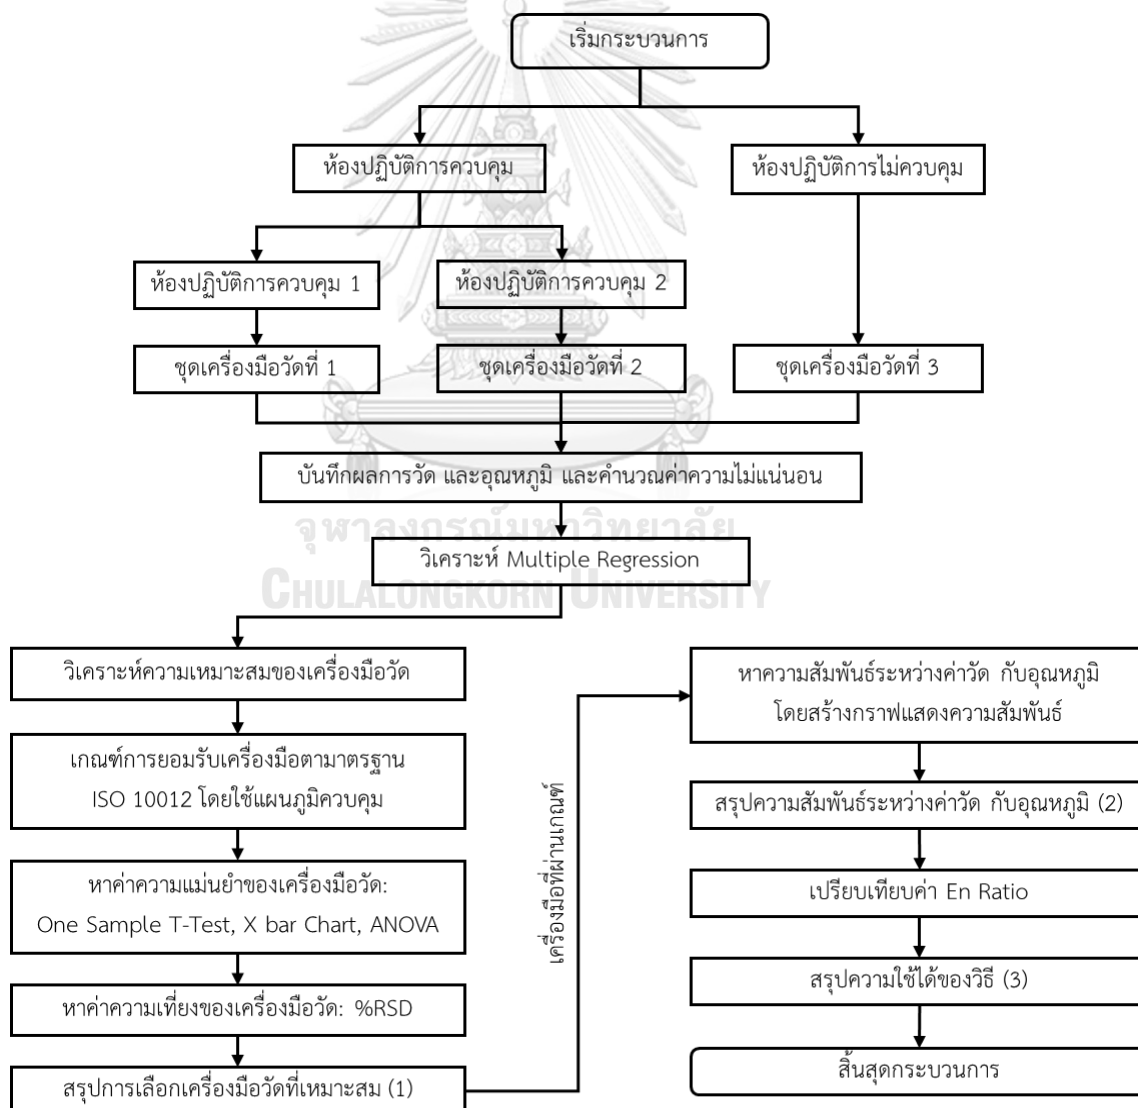 เริ่มกระบวนการ
ห้องปฏิบัติการควบคุม
ห้องปฏิบัติการไม่ควบคุม
ห้องปฏิบัติการควบคุม 1
ห้องปฏิบัติการควบคุม 2
ชุดเครื่องมือวัดที่ 1
ชุดเครื่องมือวัดที่ 2
ชุดเครื่องมือวัดที่ 3
บันทึกผลการวัด และอุณหภูมิ และคำนวณค่าความไม่แน่นอน
จุฬาลงกรณ์มหาวิทยาลัย
วิเคราะห์ Multiple Regression
CHULALONGKORN UNIVERSITY
วิเคราะห์ความเหมาะสมของเครื่องมือวัด
เกณฑ์การยอมรับเครื่องมือตามาตรฐาน
ISO 10012 โดยใช้แผนภูมิควบคุม
หาค่าความแม่นยำของเครื่องมือวัด:
One Sample T-Test, X bar Chart, ANOVA
หาค่าความเที่ยงของเครื่องมือวัด: %RSD
สรุปการเลือกเครื่องมือวัดที่เหมาะสม (1)
เครื่องมือที่ผ่านเกณฑ์
หาความสัมพันธ์ระหว่างค่าวัด กับอุณหภูมิ
โดยสร้างกราฟแสดงความสัมพันธ์
สรุปความสัมพันธ์ระหว่างค่าวัด กับอุณหภูมิ (2)
เปรียบเทียบค่า En Ratio
สรุปความใช้ได้ของวิธี (3)
สิ้นสุดกระบวนการ